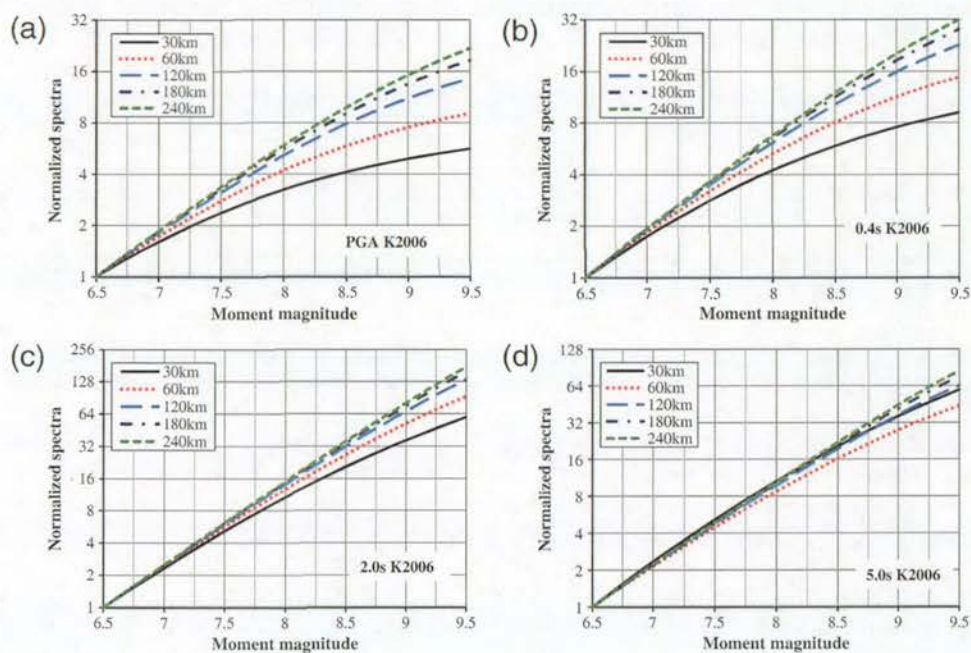 (a)
32
16
8
4
2
1
Normalized spectra
30km
60km
120km
180km
240km
PGA K2006
6.5 7 7.5 8 8.5 9 9.5
Moment magnitude
(b)
32
16
8
4
2
1
Normalized spectra
30km
60km
120km
180km
240km
0.4s K2006
6.5 7 7.5 8 8.5 9 9.5
Moment magnitude
(c)
256
128
64
32
16
8
4
2
1
Normalized spectra
30km
60km
120km
180km
240km
2.0s K2006
6.5 7 7.5 8 8.5 9 9.5
Moment magnitude
(d)
128
64
32
16
8
4
2
1
Normalized spectra
30km
60km
120km
180km
240km
5.0s K2006
6.5 7 7.5 8 8.5 9 9.5
Moment magnitude